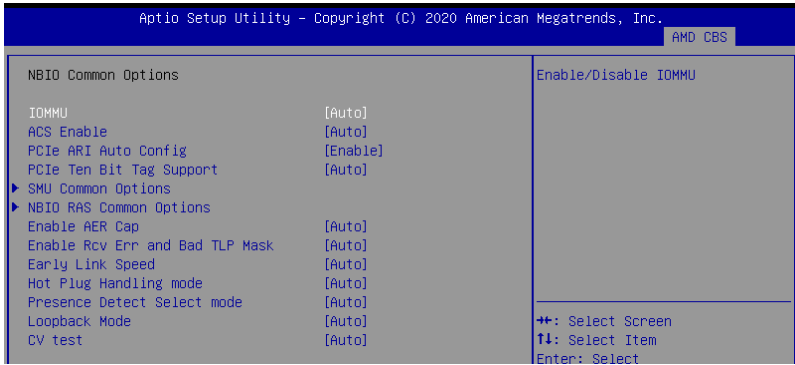 Aptio Setup Utility – Copyright (C) 2020 American Megatrends, Inc.
AMD CBS
NBIO Common Options
Enable/Disable IOMMU
IOMMU [Auto]
ACS Enable [Auto]
PCIe ARI Auto Config [Enable]
PCIe Ten Bit Tag Support [Auto]
SMU Common Options
NBIO RAS Common Options
Enable AER Cap [Auto]
Enable Rcv Err and Bad TLP Mask [Auto]
Early Link Speed [Auto]
Hot Plug Handling mode [Auto]
Presence Detect Select mode [Auto]
Loopback Mode [Auto]
CV test [Auto]
→←: Select Screen
↑↓: Select Item
Enter: Select